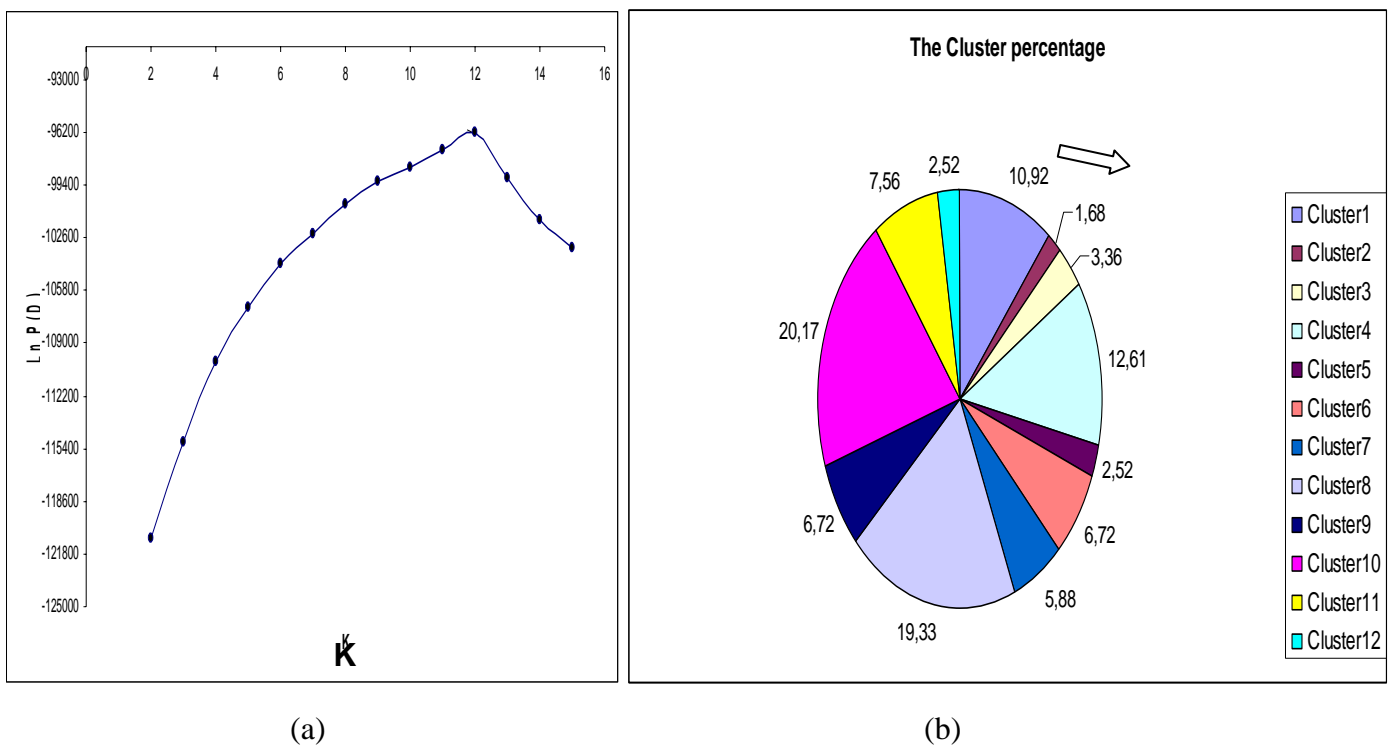 0 2 4 6 8 10 12 14 16
-93000
-96200
-99400
-102600
-105800
-109000
-112200
-115400
-118600
-121800
-125000
Ln P(D)
K
K
The Cluster percentage
10,92
1,68
3,36
12,61
2,52
6,72
5,88
19,33
6,72
20,17
7,56
2,52
Cluster1
Cluster2
Cluster3
Cluster4
Cluster5
Cluster6
Cluster7
Cluster8
Cluster9
Cluster10
Cluster11
Cluster12
(a)
(b)